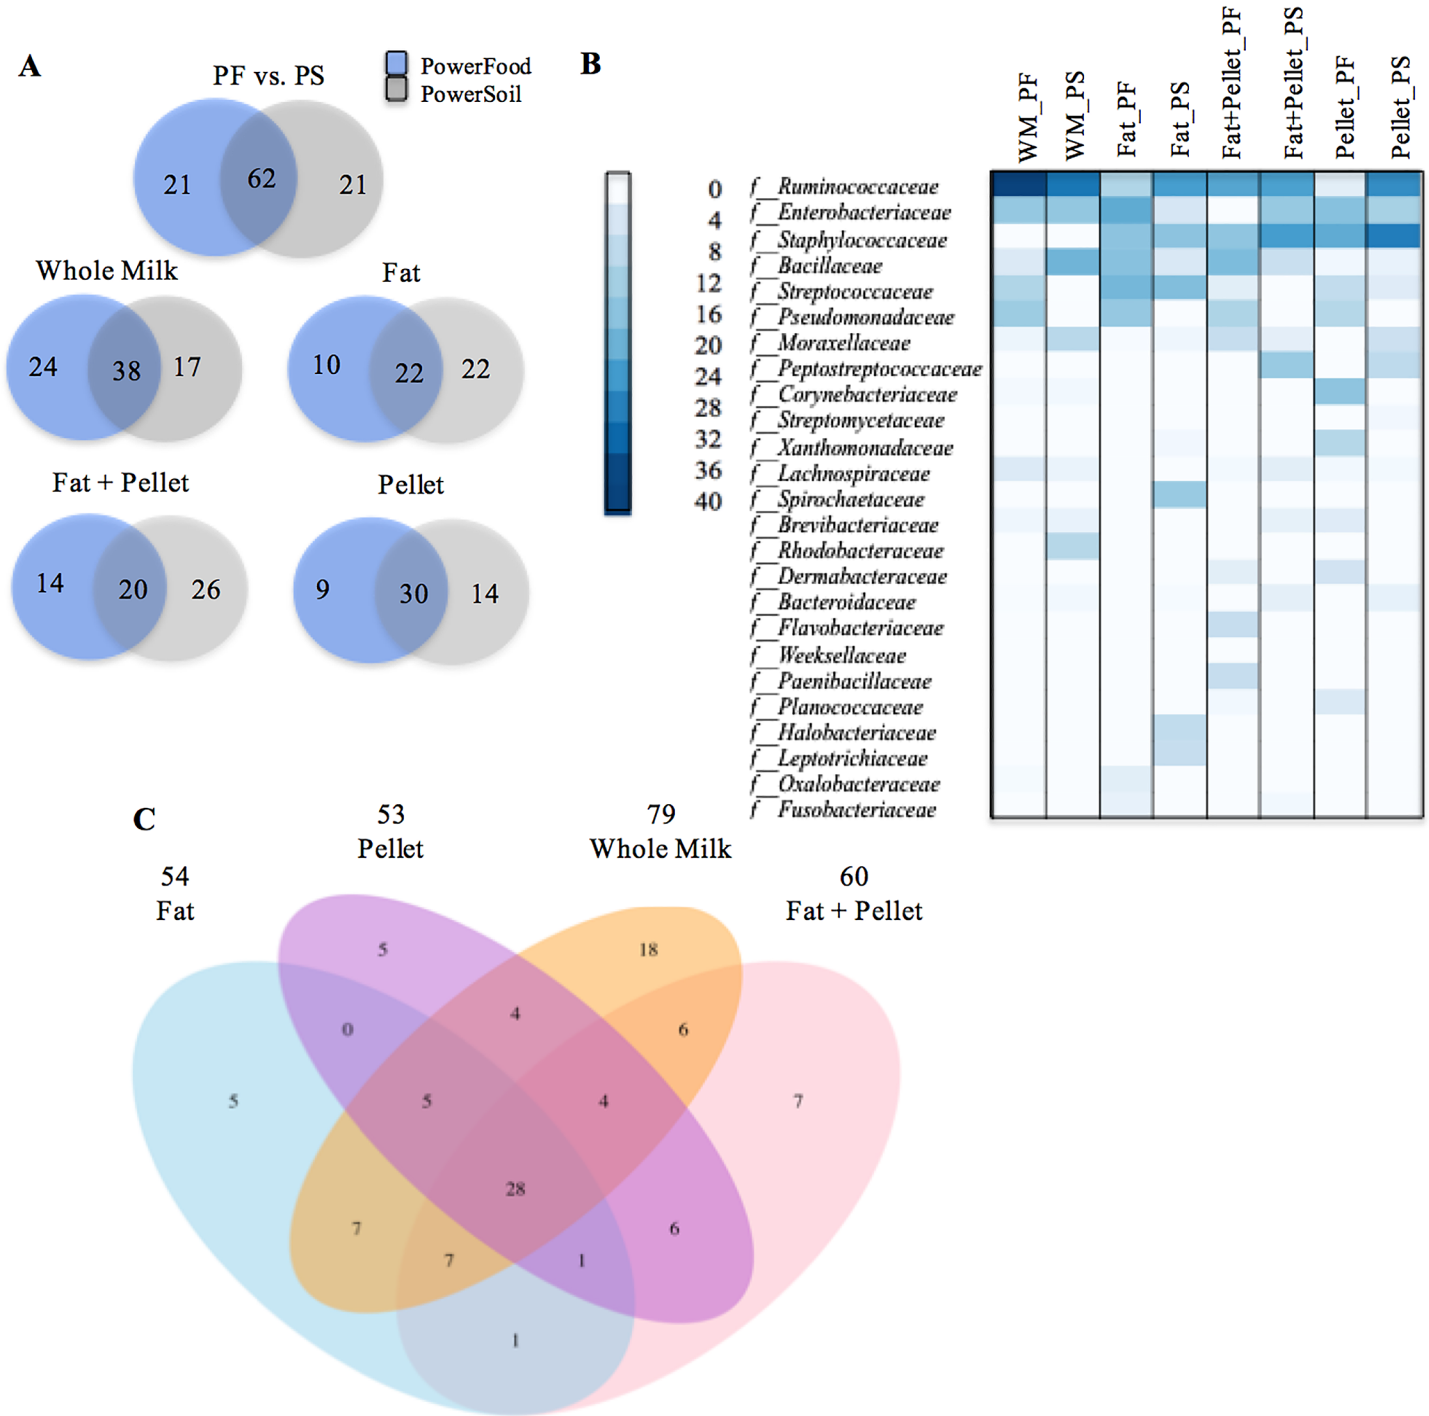 A
PF vs. PS
PowerFood
PowerSoil
21 62 21
Whole Milk
24 38 17
Fat
10 22 22
Fat + Pellet
14 20 26
Pellet
9 30 14
B
WM_PF
WM_PS
Fat_PF
Fat_PS
Fat+Pellet_PF
Fat+Pellet_PS
Pellet_PF
Pellet_PS
0
4
8
12
16
20
24
28
32
36
40
f__Ruminococcaceae
f__Enterobacteriaceae
f__Staphylococcaceae
f__Bacillaceae
f__Streptococcaceae
f__Pseudomonadaceae
f__Moraxellaceae
f__Peptostreptococcaceae
f__Corynebacteriaceae
f__Streptomycetaceae
f__Xanthomonadaceae
f__Lachnospiraceae
f__Spirochaetaceae
f__Brevibacteriaceae
f__Rhodobacteraceae
f__Dermabacteraceae
f__Bacteroidaceae
f__Flavobacteriaceae
f__Weeksellaceae
f__Paenibacillaceae
f__Planococcaceae
f__Halobacteriaceae
f__Leptotrichiaceae
f__Oxalobacteraceae
f__Fusobacteriaceae
C
54
Fat
53
Pellet
79
Whole Milk
60
Fat + Pellet
5 18
4
0 6
5 5 4 7
28
7 6
7 1
1